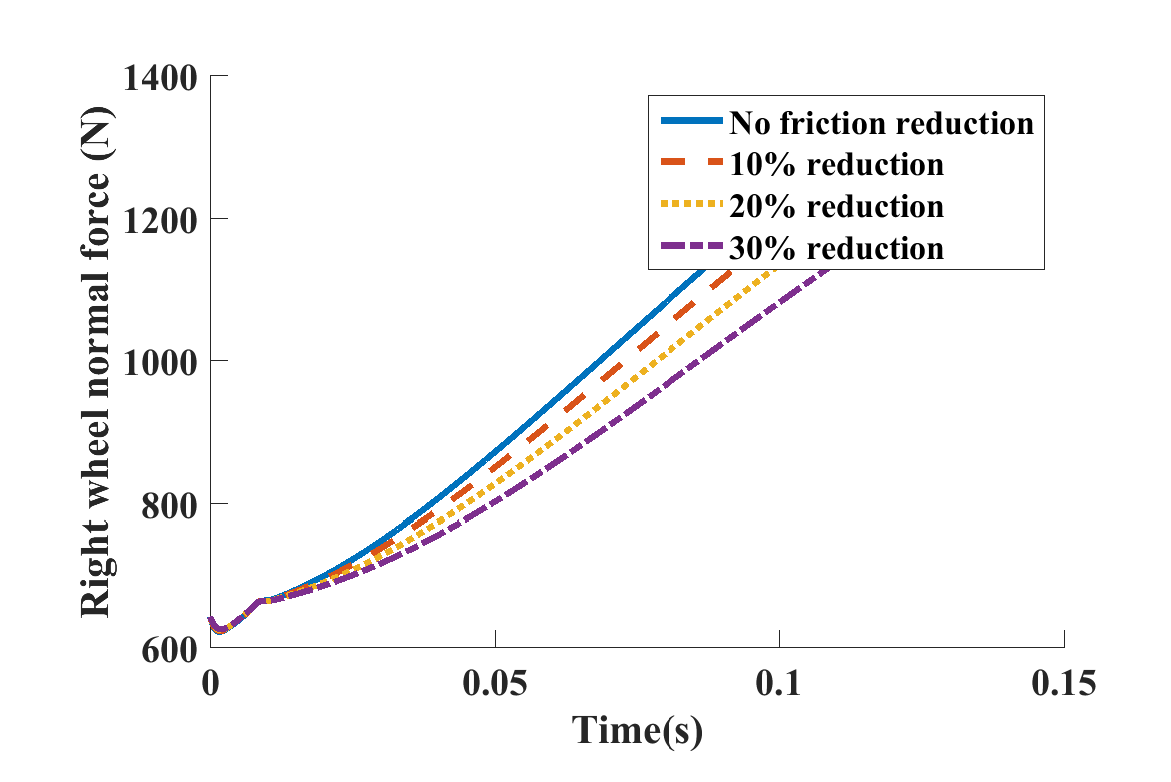 1400
1200
1000
800
600
Right wheel normal force (N)
No friction reduction
10% reduction
20% reduction
30% reduction
0
0.05
0.1
0.15
Time(s)